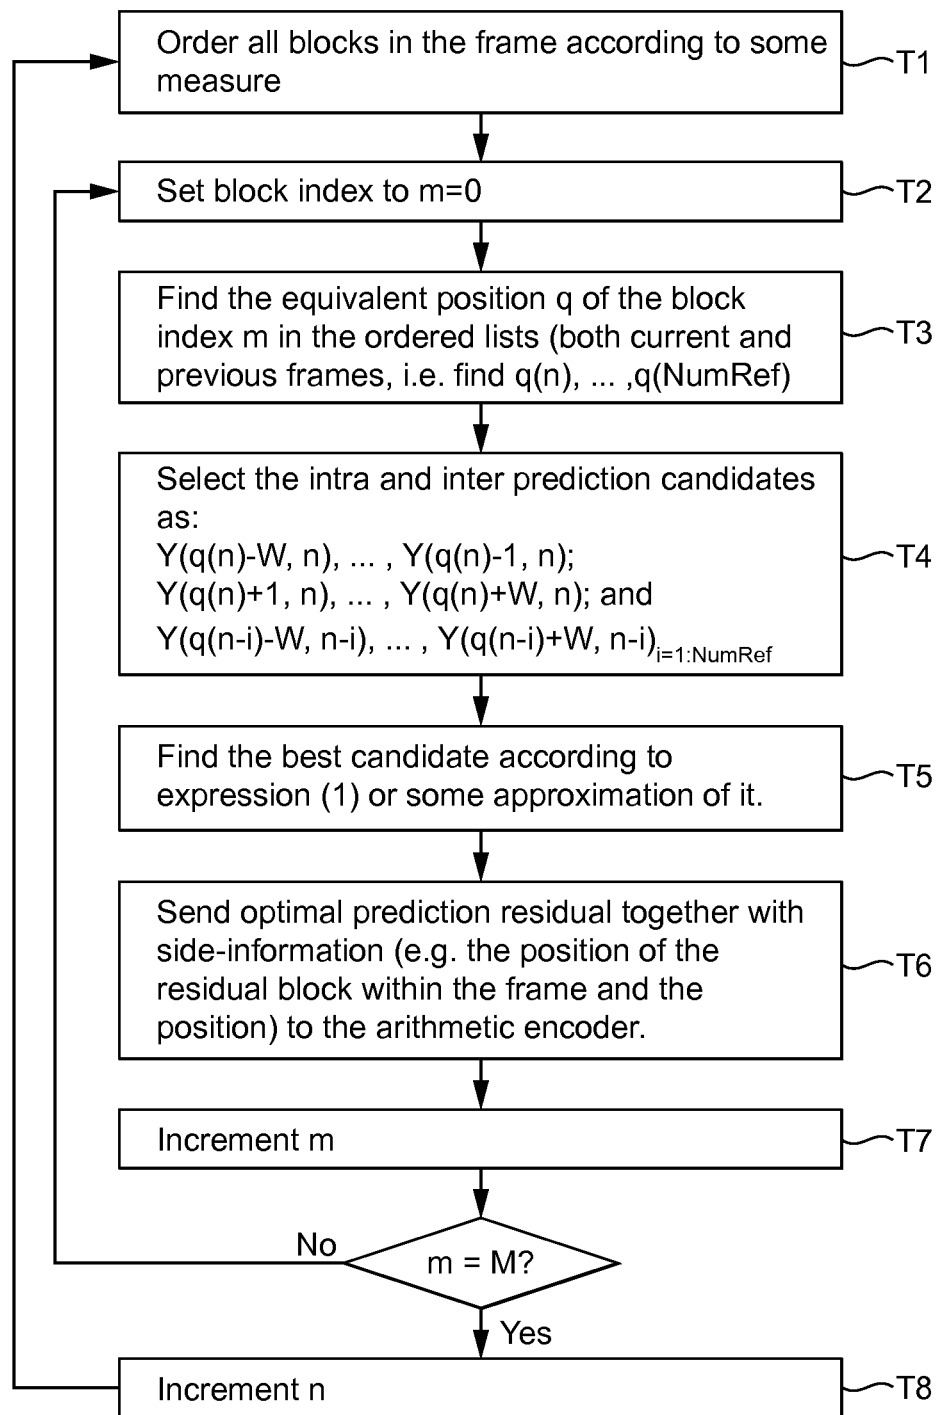 Order all blocks in the frame according to some
measure
T1
Set block index to m=0
T2
Find the equivalent position q of the block
index m in the ordered lists (both current and
previous frames, i.e. find q(n), ... ,q(NumRef)
T3
Select the intra and inter prediction candidates
as:
Y(q(n)-W, n), ... , Y(q(n)-1, n);
Y(q(n)+1, n), ... , Y(q(n)+W, n); and
Y(q(n-i)-W, n-i), ... , Y(q(n-i)+W, n-i)i=1:NumRef
T4
Find the best candidate according to
expression (1) or some approximation of it.
T5
Send optimal prediction residual together with
side-information (e.g. the position of the
residual block within the frame and the
position) to the arithmetic encoder.
T6
Increment m
T7
No
m = M?
Yes
Increment n
T8